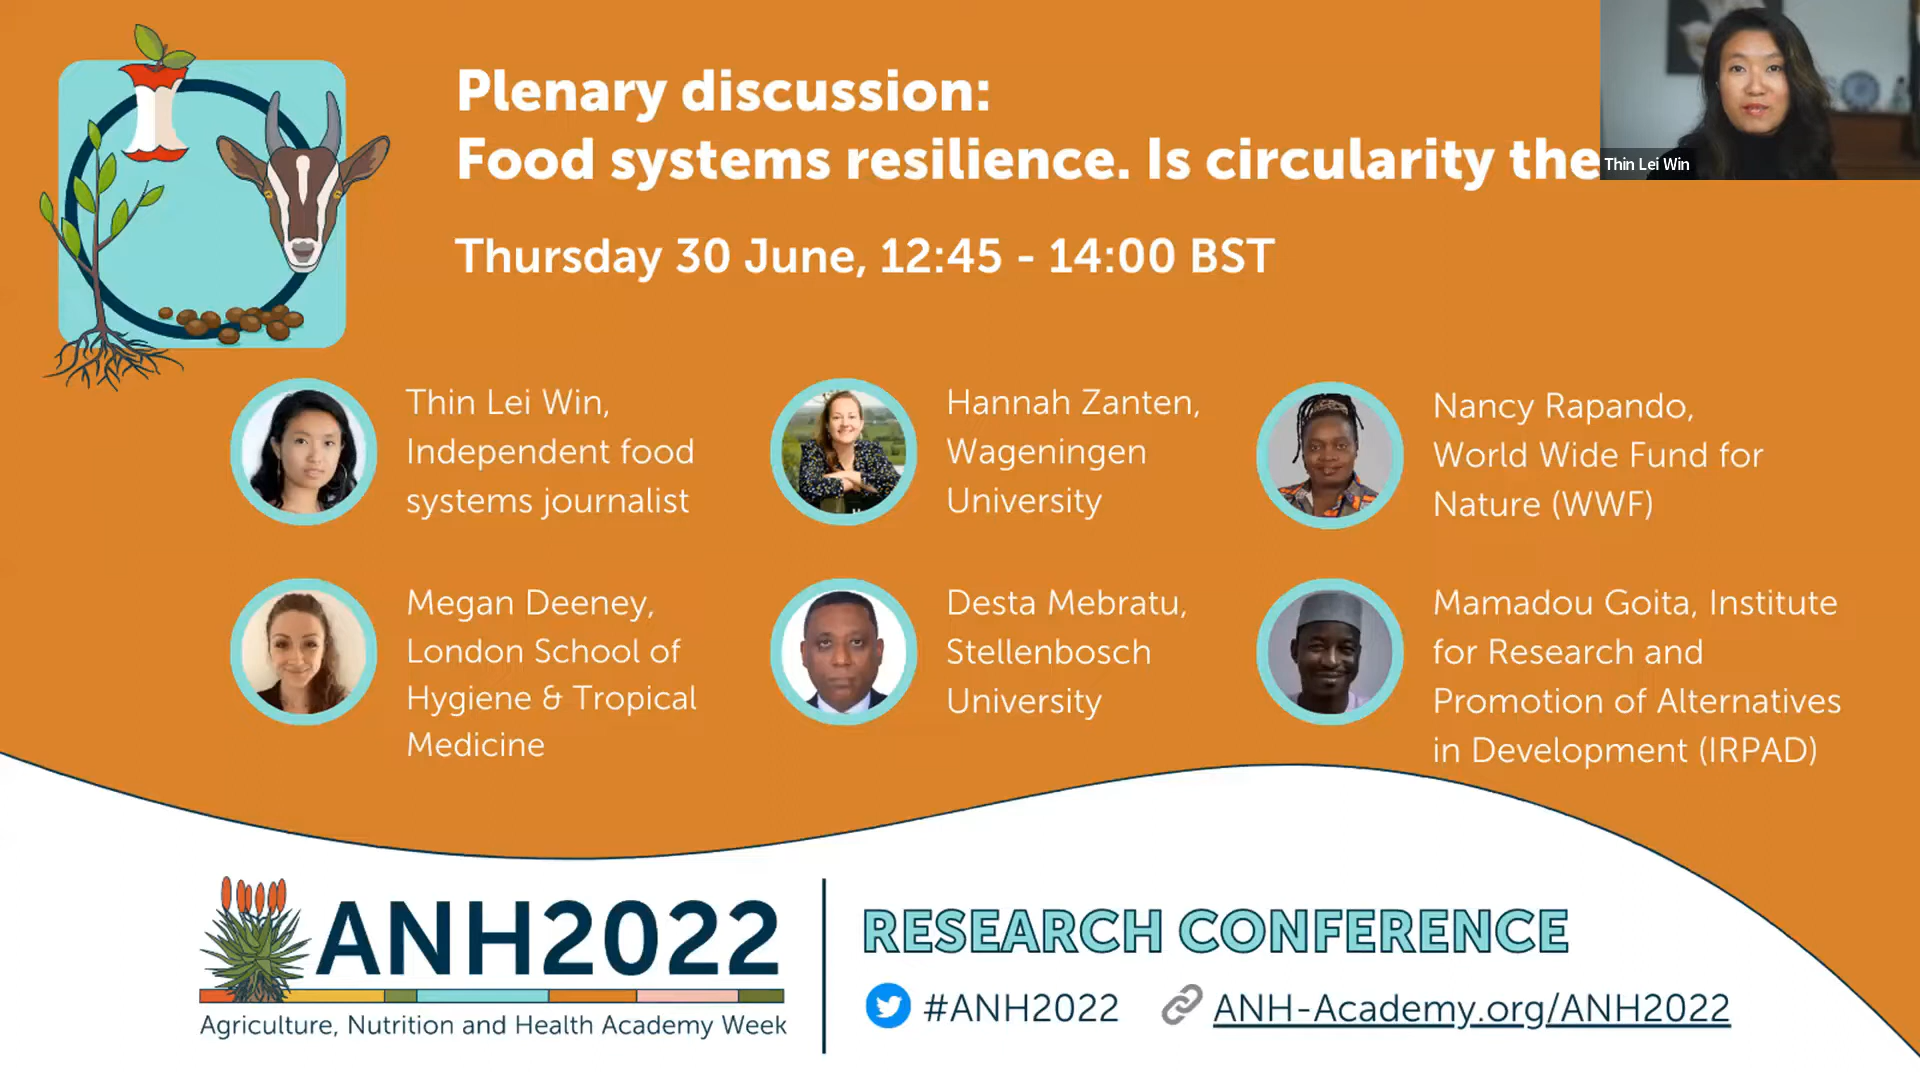 Plenary discussion:
Food systems resilience. Is circularity the
Thin Lei Win
Thursday 30 June, 12:45 - 14:00 BST
Thin Lei Win,
Independent food
systems journalist
Hannah Zanten,
Wageningen
University
Nancy Rapando,
World Wide Fund for
Nature (WWF)
Megan Deeney,
London School of
Hygiene & Tropical
Medicine
Desta Mebratu,
Stellenbosch
University
Mamadou Goita, Institute
for Research and
Promotion of Alternatives
in Development (IRPAD)
ANH2022
Agriculture, Nutrition and Health Academy Week
RESEARCH CONFERENCE
#ANH2022
ANH-Academy.org/ANH2022